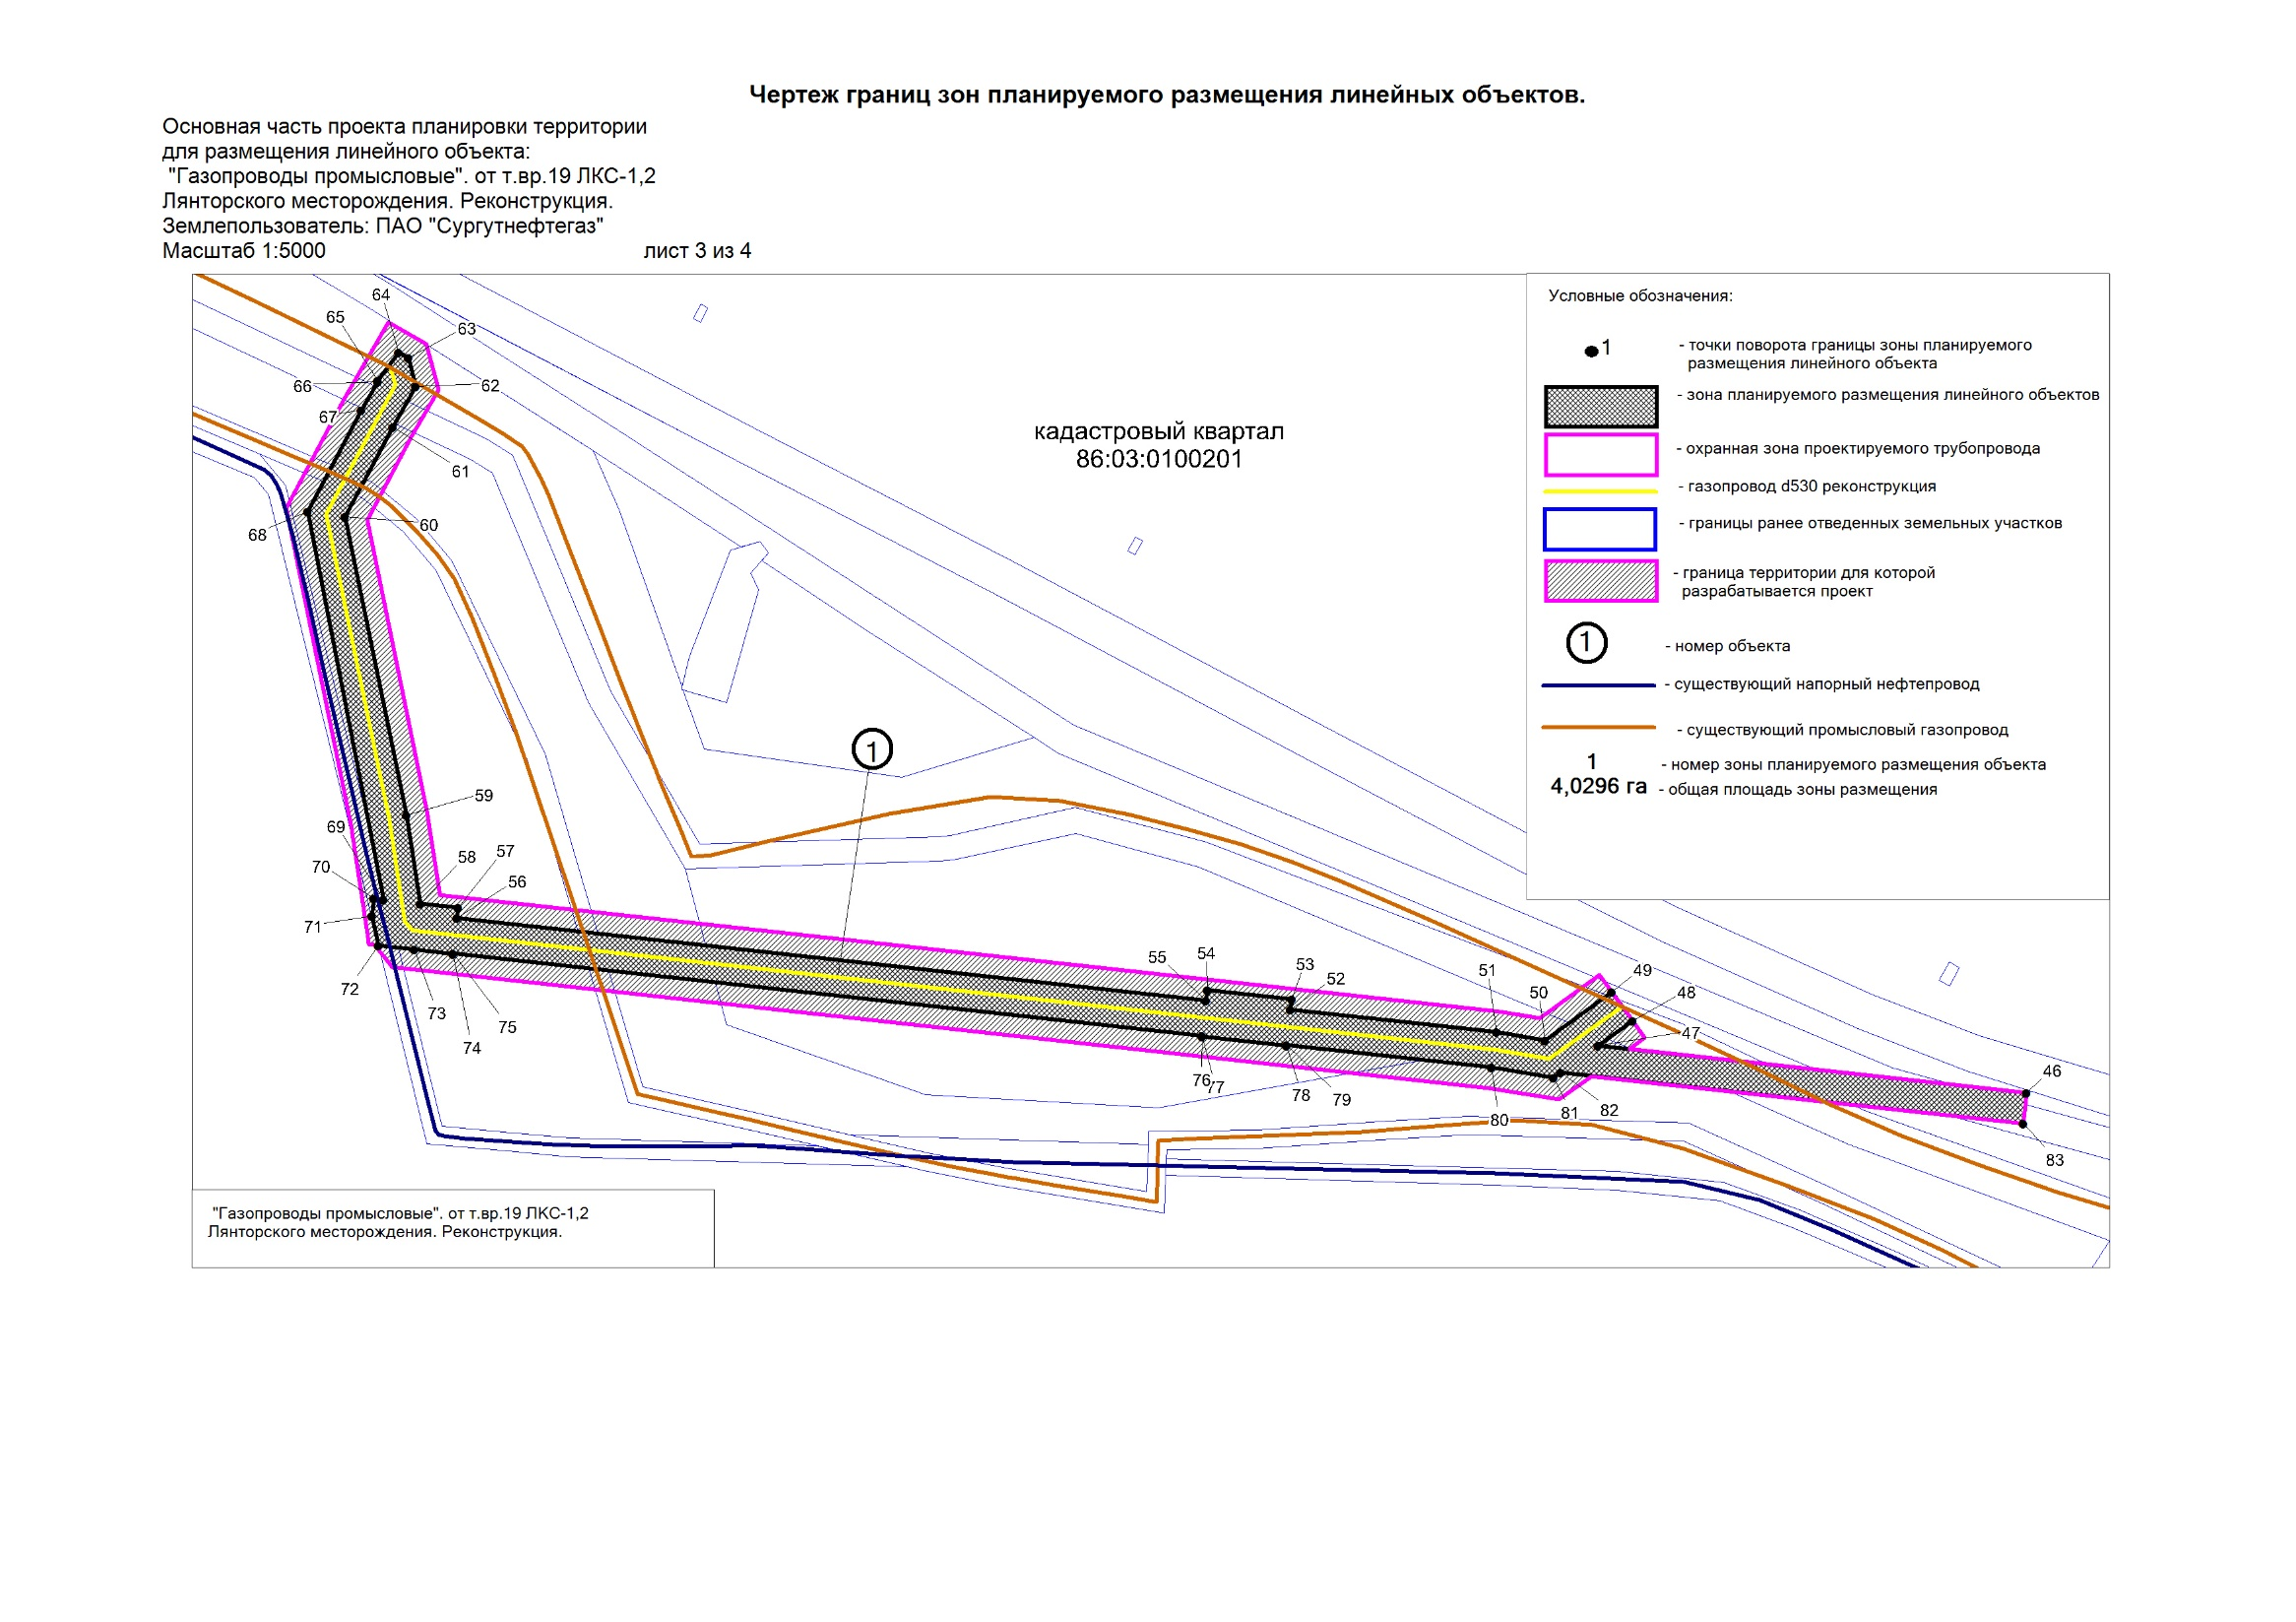 Чертеж границ зон планируемого размещения линейных объектов.
Основная часть проекта планировки территории
для размещения линейного объекта:
"Газопроводы промысловые". от т.вр.19 ЛКС-1,2
Лянторского месторождения. Реконструкция.
Землепользователь: ПАО "Сургутнефтегаз"
Масштаб 1:5000 лист 3 из 4
Условные обозначения:
1
- точки поворота границы зоны планируемого
размещения линейного объекта
- зона планируемого размещения линейного объектов
- охранная зона проектируемого трубопровода
- газопровод d530 реконструкция
- границы ранее отведенных земельных участков
- граница территории для которой
разрабатывается проект
1
- номер объекта
- существующий напорный нефтепровод
- существующий промысловый газопровод
1
- номер зоны планируемого размещения объекта
4,0296 га
- общая площадь зоны размещения
кадастровый квартал
86:03:0100201
64
65
63
66
62
67
61
68
60
1
59
69
58
57
70
56
71
72
73
74
75
55
54
53
52
51
50
49
48
47
46
76
77
78
79
80
81
82
83
"Газопроводы промысловые". от т.вр.19 ЛКС-1,2
Лянторского месторождения. Реконструкция.